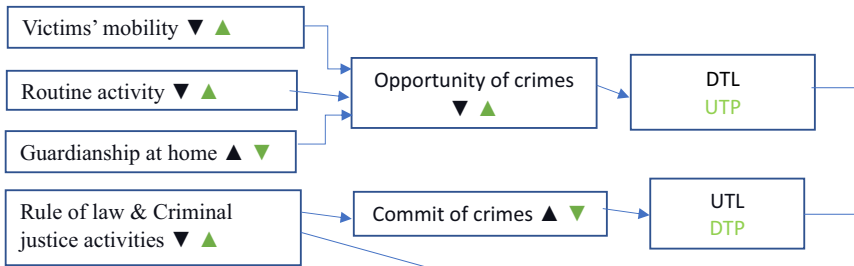 Victims’ mobility ▼ ▲
Routine activity ▼ ▲
Guardianship at home ▲ ▼
Rule of law & Criminal
justice activities ▼ ▲
Opportunity of crimes
▼ ▲
Commit of crimes ▲ ▼
DTL
UTP
UTL
DTP